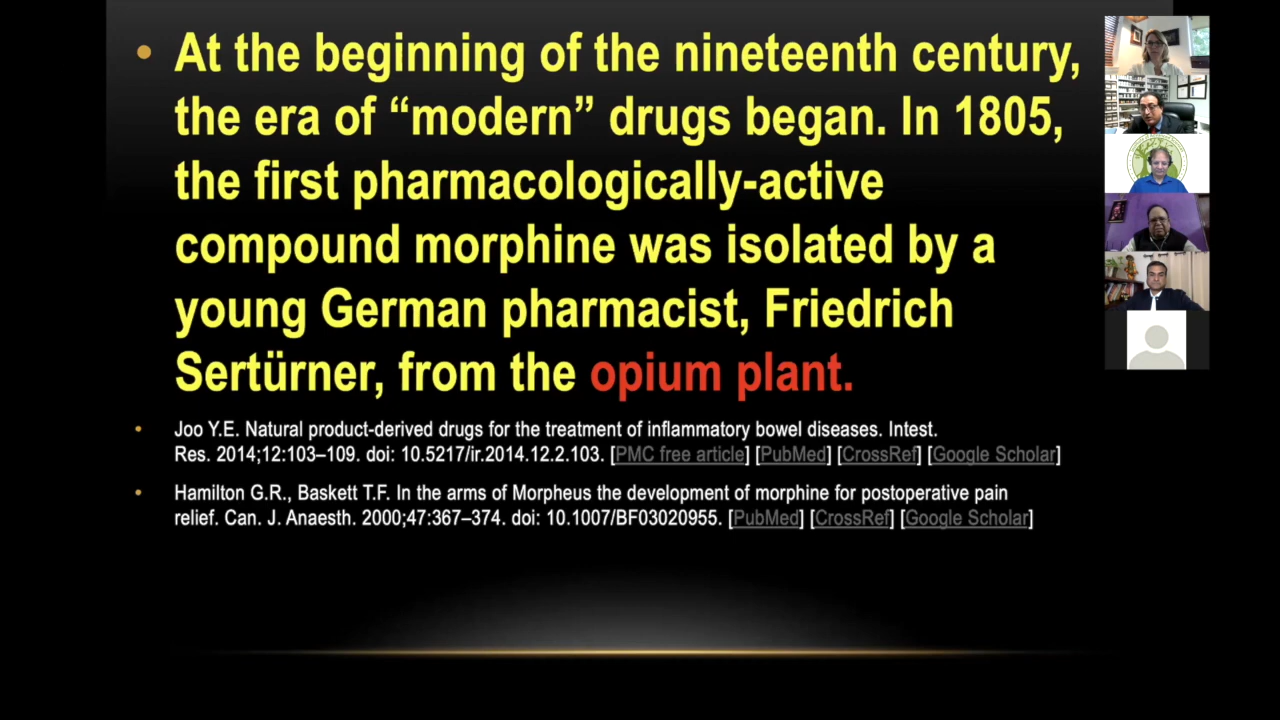 • At the beginning of the nineteenth century,
the era of “modern” drugs began. In 1805,
the first pharmacologically-active
compound morphine was isolated by a
young German pharmacist, Friedrich
Sertürner, from the opium plant.
• Joo Y.E. Natural product-derived drugs for the treatment of inflammatory bowel diseases. Intest.
Res. 2014;12:103–109. doi: 10.5217/ir.2014.12.2.103. [PMC free article] [PubMed] [CrossRef] [Google Scholar]
• Hamilton G.R., Baskett T.F. In the arms of Morpheus the development of morphine for postoperative pain
relief. Can. J. Anaesth. 2000;47:367–374. doi: 10.1007/BF03020955. [PubMed] [CrossRef] [Google Scholar]